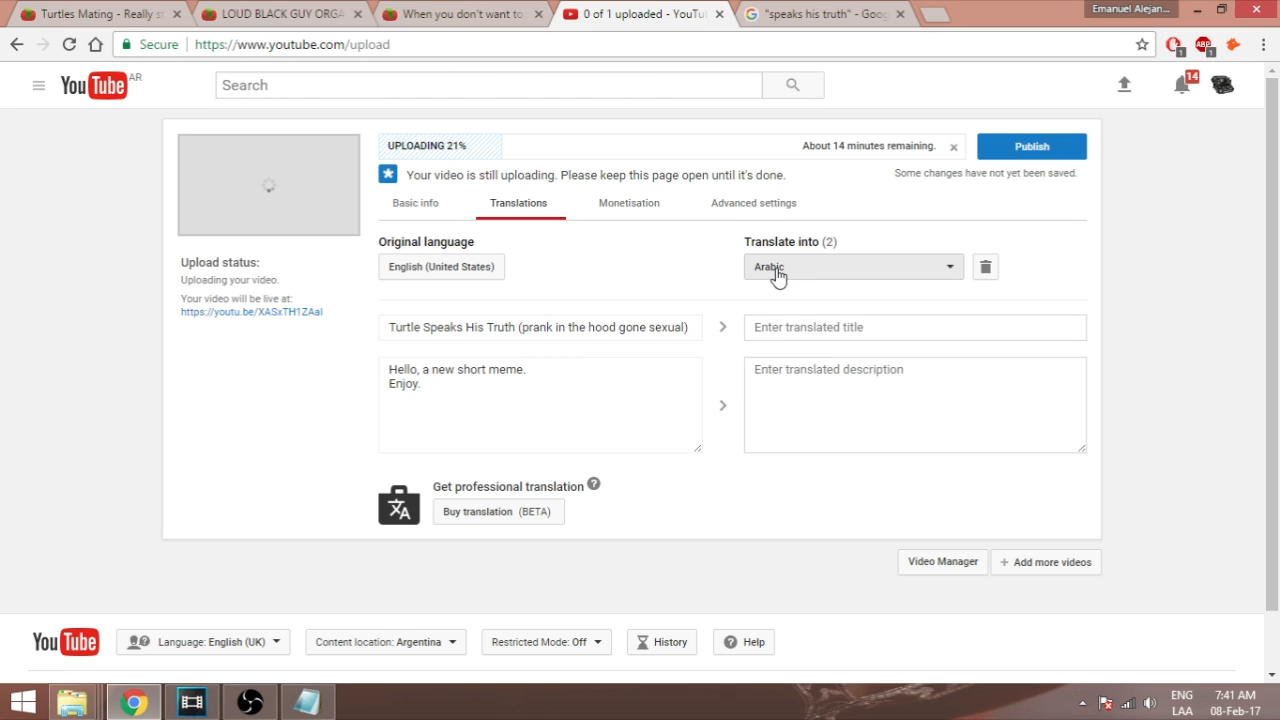 Turtles Mating - Really s
LOUD BLACK GUY ORGA
When you don't want to
0 of 1 uploaded - YouTu
"speaks his truth" - Goog
Emanuel Alejan...
Secure https://www.youtube.com/upload
ABP
1
1
YouTube AR
Search
14
UPLOADING 21%
About 14 minutes remaining.
Publish
Your video is still uploading. Please keep this page open until it's done.
Some changes have not yet been saved.
Basic info
Translations
Monetisation
Advanced settings
Original language
Translate into (2)
English (United States)
Arabic
Upload status:
Uploading your video.
Your video will be live at:
https://youtu.be/XASxTH1ZAaI
Turtle Speaks His Truth (prank in the hood gone sexual)
Enter translated title
Hello, a new short meme.
Enjoy.
Enter translated description
Get professional translation ?
Buy translation (BETA)
Video Manager
+ Add more videos
YouTube
Language: English (UK)
Content location: Argentina
Restricted Mode: Off
History
Help
ENG
LAA
7:41 AM
08-Feb-17